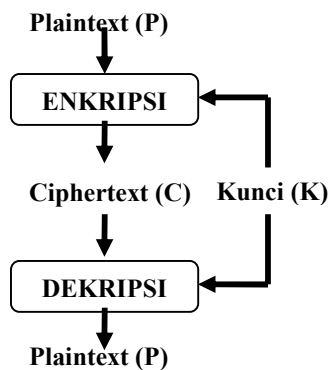 Plaintext (P)
ENKRIPSI
Ciphertext (C)
Kunci (K)
DEKRIPSI
Plaintext (P)